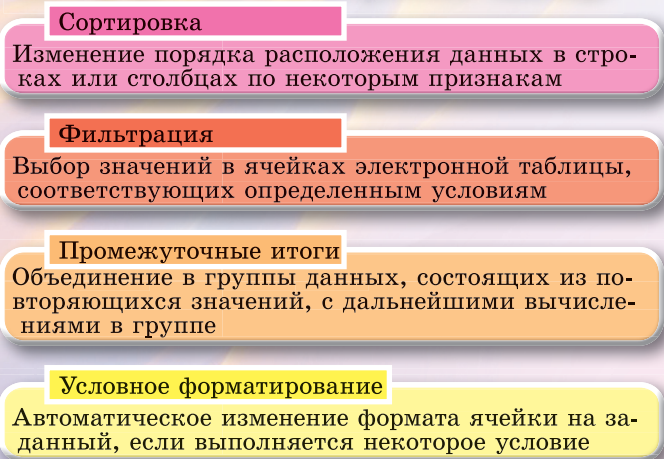 Сортировка
Изменение порядка расположения данных в стро-
ках или столбцах по некоторым признакам
Фильтрация
Выбор значений в ячейках электронной таблицы,
соответствующих определенным условиям
Промежуточные итоги
Объединение в группы данных, состоящих из по-
вторяющихся значений, с дальнейшими вычисле-
ниями в группе
Условное форматирование
Автоматическое изменение формата ячейки на за-
данный, если выполняется некоторое условие